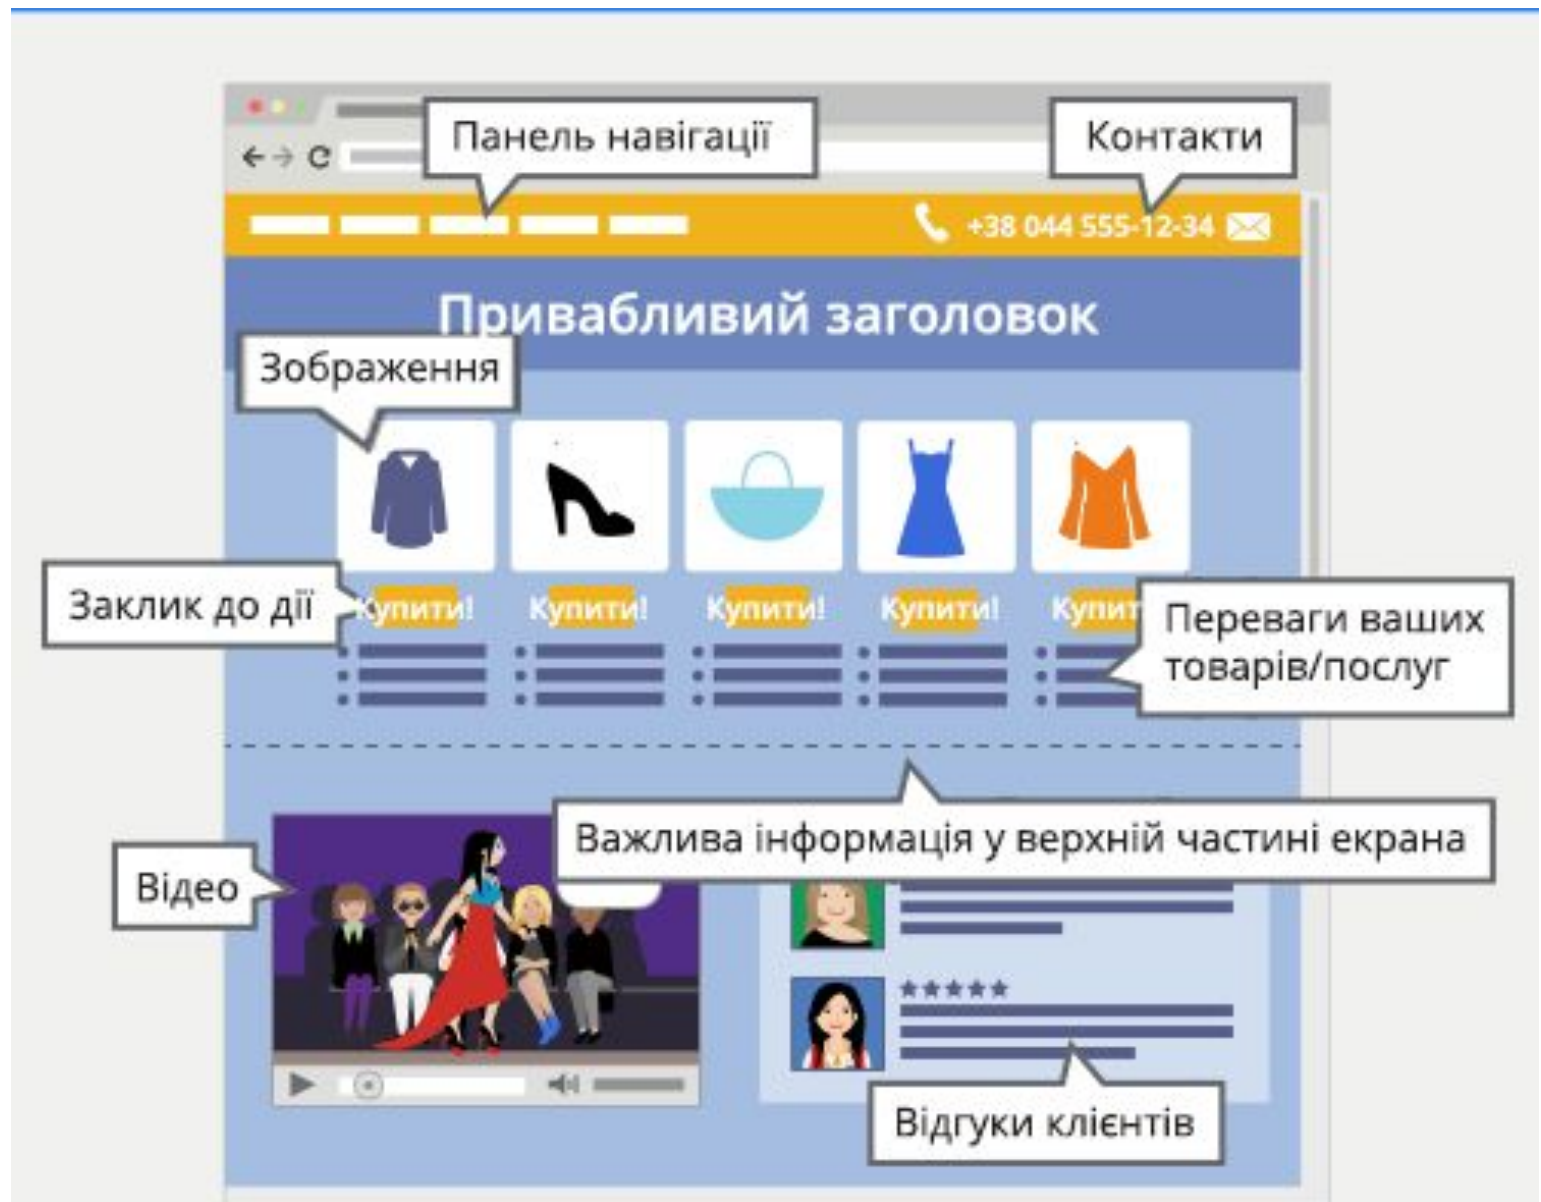 Панель навігації
Контакти
+38 044 555-12-34
Привабливий заголовок
Зображення
Заклик до дії
Купити!
Купити!
Купити!
Купити!
Купит
Переваги ваших
товарів/послуг
Важлива інформація у верхній частині екрана
Відео
Відгуки клієнтів